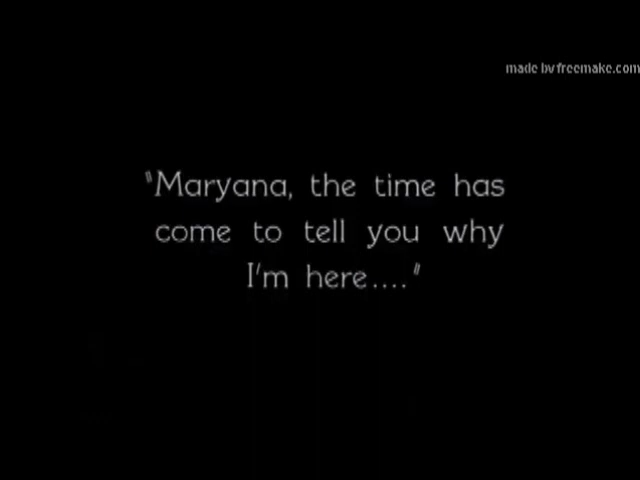 made by freemake.com
"Maryana, the time has
come to tell you why
I'm here...."